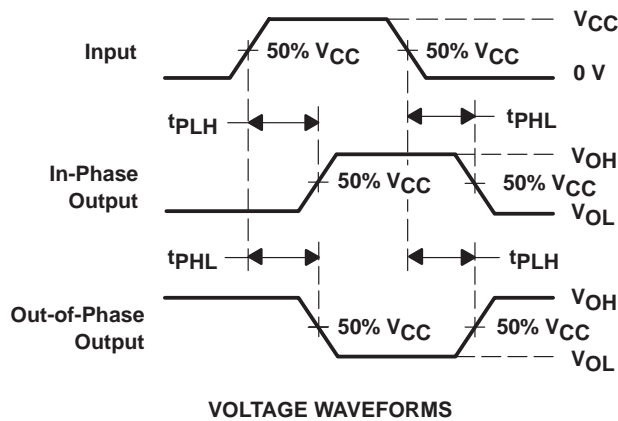 VCC
Input
50% VCC
50% VCC
0 V
tPLH
tPHL
VOH
In-Phase
Output
50% VCC
50% VCC
VOL
tPHL
tPLH
VOH
Out-of-Phase
Output
50% VCC
50% VCC
VOL
VOLTAGE WAVEFORMS